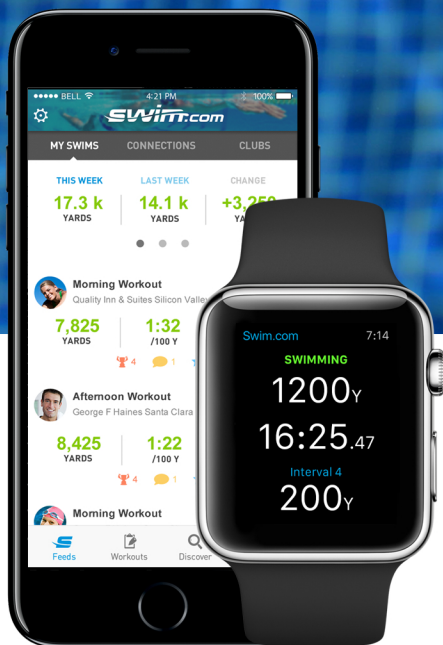 BELL 4:21 PM 100%
swim.com
MY SWIMS CONNECTIONS CLUBS
THIS WEEK LAST WEEK CHANGE
17.3 k 14.1 k
YARDS YARDS
Morning Workout
Quality Inn & Suites Silicon Valley
7,825 1:32
YARDS /100 Y
4 1
Afternoon Workout
George F Haines Santa Clara
8,425 1:22
YARDS /100 Y
4 1
Morning Workout
Feeds Workouts Discover
Swim.com 7:14
SWIMMING
1200Y
16:25.47
Interval 4
200Y